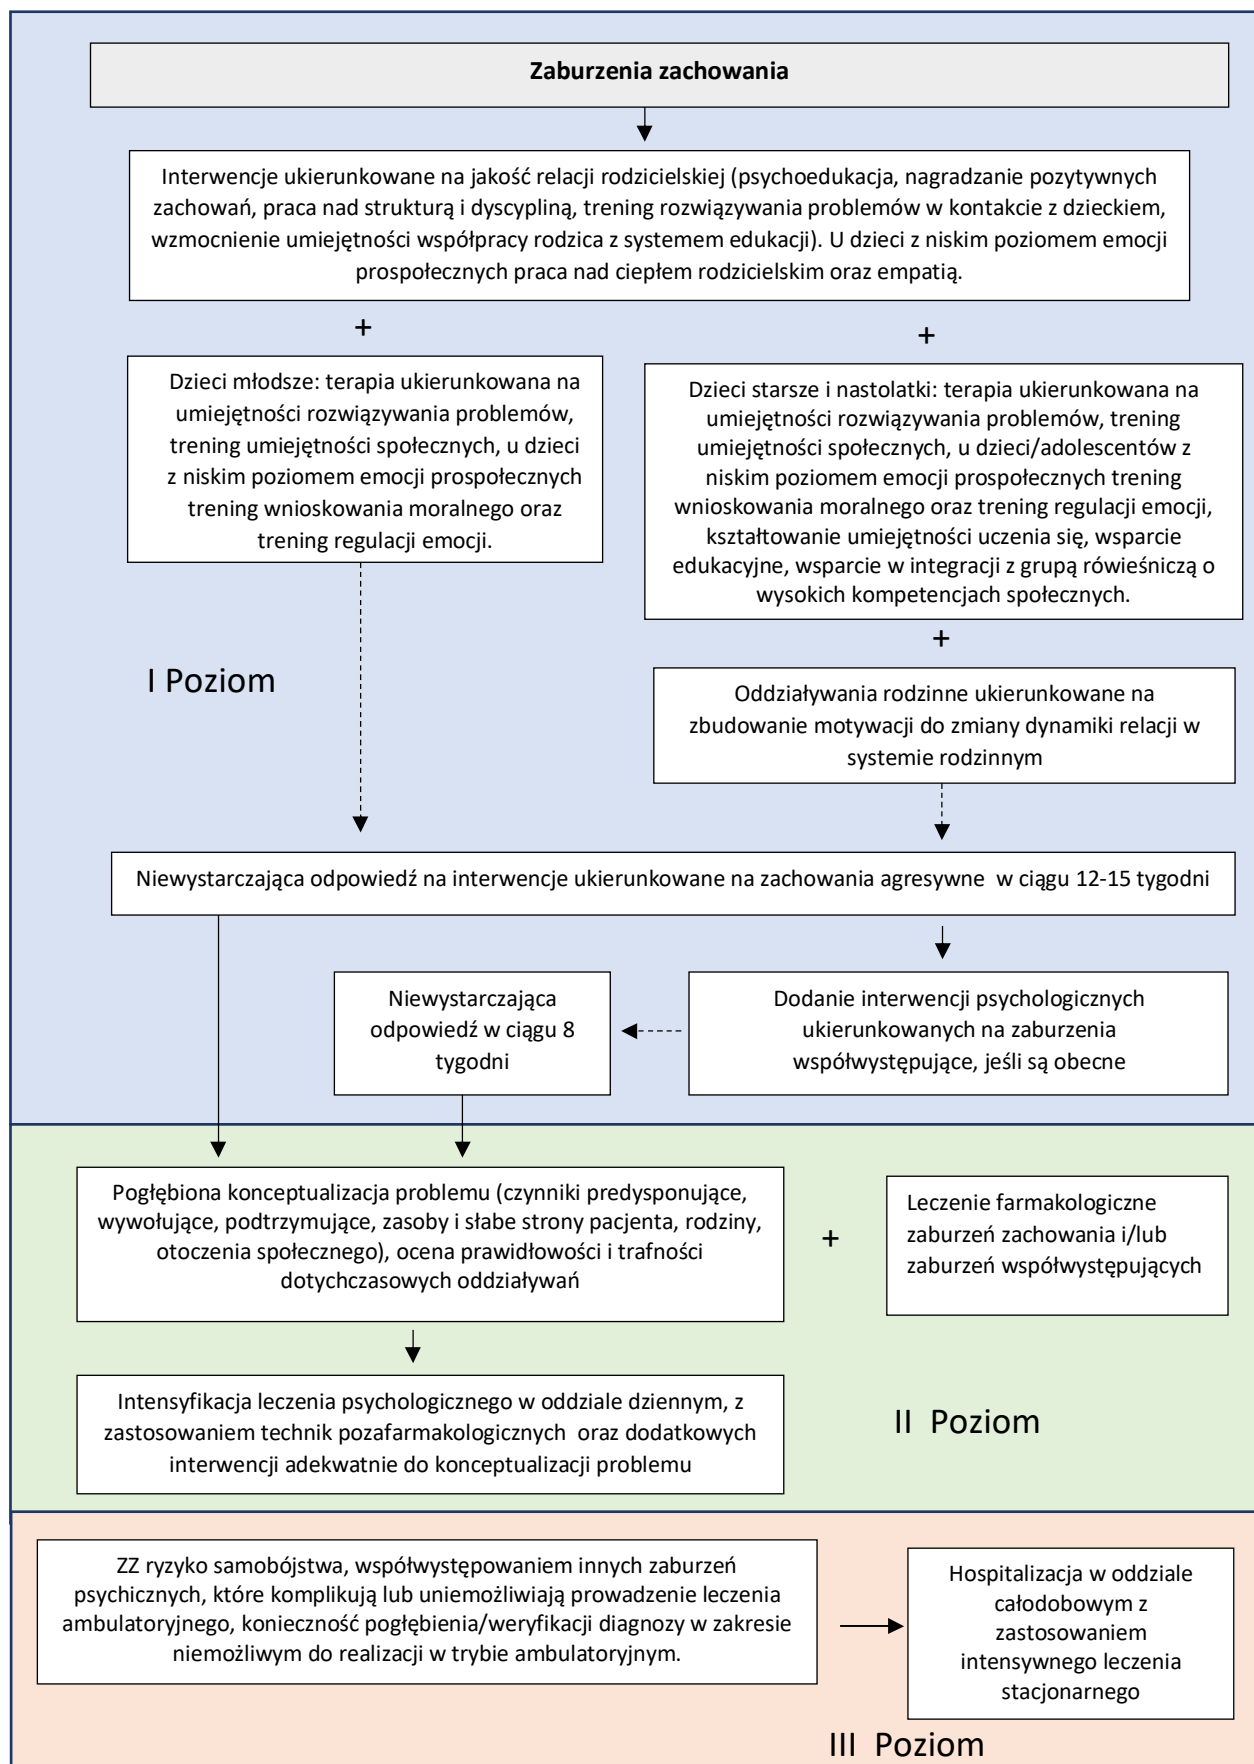 Zaburzenia zachowania
Interwencje ukierunkowane na jakość relacji rodzicielskiej (psychoedukacja, nagradzanie pozytywnych
zachowań, praca nad strukturą i dyscypliną, trening rozwiązywania problemów w kontakcie z dzieckiem,
wzmocnienie umiejętności współpracy rodzica z systemem edukacji). U dzieci z niskim poziomem emocji
prospołecznych praca nad ciepłem rodzicielskim oraz empatią.
+
+
Dzieci młodsze: terapia ukierunkowana na
umiejętności rozwiązywania problemów,
trening umiejętności społecznych, u dzieci
z niskim poziomem emocji prospołecznych
trening wnioskowania moralnego oraz
trening regulacji emocji.
Dzieci starsze i nastolatki: terapia ukierunkowana na
umiejętności rozwiązywania problemów, trening
umiejętności społecznych, u dzieci/adolescentów z
niskim poziomem emocji prospołecznych trening
wnioskowania moralnego oraz trening regulacji emocji,
kształtowanie umiejętności uczenia się, wsparcie
edukacyjne, wsparcie w integracji z grupą rówieśniczą o
wysokich kompetencjach społecznych.
+
I Poziom
Oddziaływania rodzinne ukierunkowane na
zbudowanie motywacji do zmiany dynamiki relacji w
systemie rodzinnym
Niewystarczająca odpowiedź na interwencje ukierunkowane na zachowania agresywne w ciągu 12-15 tygodni
Niewystarczająca
odpowiedź w ciągu 8
tygodni
Dodanie interwencji psychologicznych
ukierunkowanych na zaburzenia
współwystępujące, jeśli są obecne
Pogłębiona konceptualizacja problemu (czynniki predysponujące,
wywołujące, podtrzymujące, zasoby i słabe strony pacjenta, rodziny,
otoczenia społecznego), ocena prawidłowości i trafności
dotychczasowych oddziaływań
+
Leczenie farmakologiczne
zaburzeń zachowania i/lub
zaburzeń współwystępujących
Intensyfikacja leczenia psychologicznego w oddziale dziennym, z
zastosowaniem technik pozafarmakologicznych oraz dodatkowych
interwencji adekwatnie do konceptualizacji problemu
II Poziom
ZZ ryzyko samobójstwa, współwystępowaniem innych zaburzeń
psychicznych, które komplikują lub uniemożliwiają prowadzenie leczenia
ambulatoryjnego, konieczność pogłębienia/weryfikacji diagnozy w zakresie
niemożliwym do realizacji w trybie ambulatoryjnym.
Hospitalizacja w oddziale
całodobowym z
zastosowaniem
intensywnego leczenia
stacjonarnego
III Poziom